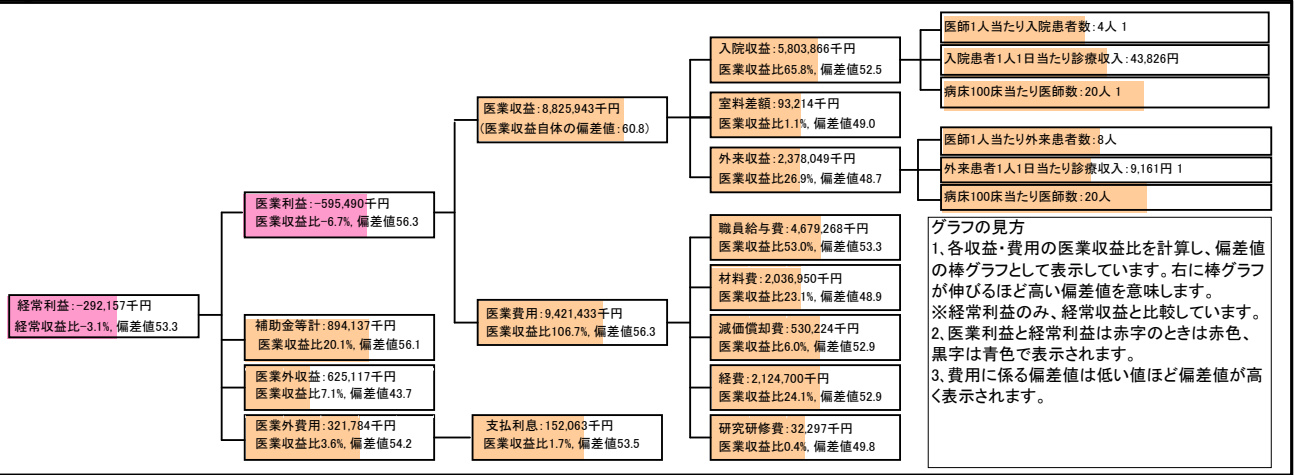 経常利益:-292,157千円
経常収益比-3.1%, 偏差値53.3
医業利益:-595,490千円
医業収益比-6.7%, 偏差値56.3
補助金等計:894,137千円
医業収益比20.1%, 偏差値56.1
医業外収益:625,117千円
医業収益比7.1%, 偏差値43.7
医業外費用:321,784千円
医業収益比3.6%, 偏差値54.2
医業収益:8,825,943千円
(医業収益自体の偏差値:60.8)
医業費用:9,421,433千円
医業収益比106.7%, 偏差値56.3
支払利息:152,063千円
医業収益比1.7%, 偏差値53.5
入院収益:5,803,866千円
医業収益比65.8%, 偏差値52.5
室料差額:93,214千円
医業収益比1.1%, 偏差値49.0
外来収益:2,378,049千円
医業収益比26.9%, 偏差値48.7
職員給与費:4,679,268千円
医業収益比53.0%, 偏差値53.3
材料費:2,036,950千円
医業収益比23.1%, 偏差値48.9
減価償却費:530,224千円
医業収益比6.0%, 偏差値52.9
経費:2,124,700千円
医業収益比24.1%, 偏差値52.9
研究研修費:32,297千円
医業収益比0.4%, 偏差値49.8
医師1人当たり入院患者数:4人 1
入院患者1人1日当たり診療収入:43,826円
病床100床当たり医師数:20人 1
医師1人当たり外来患者数:8人
外来患者1人1日当たり診療収入:9,161円 1
病床100床当たり医師数:20人
グラフの見方
1、各収益・費用の医業収益比を計算し、偏差値
の棒グラフとして表示しています。右に棒グラフ
が伸びるほど高い偏差値を意味します。
※経常利益のみ、経常収益と比較しています。
2、医業利益と経常利益は赤字のときは赤色、
黒字は青色で表示されます。
3、費用に係る偏差値は低い値ほど偏差値が高
く表示されます。